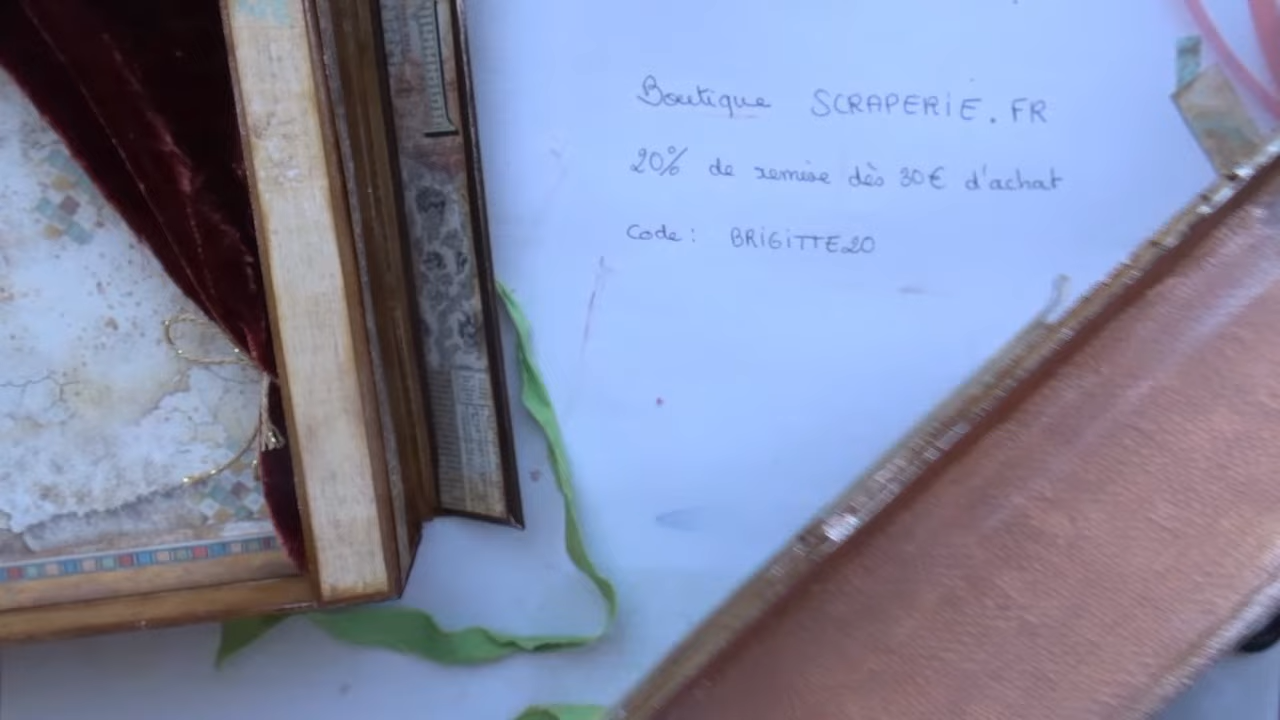 Boutique SCRAPERIE.FR
20% de remise dès 30€ d'achat
Code: BRIGITTE20